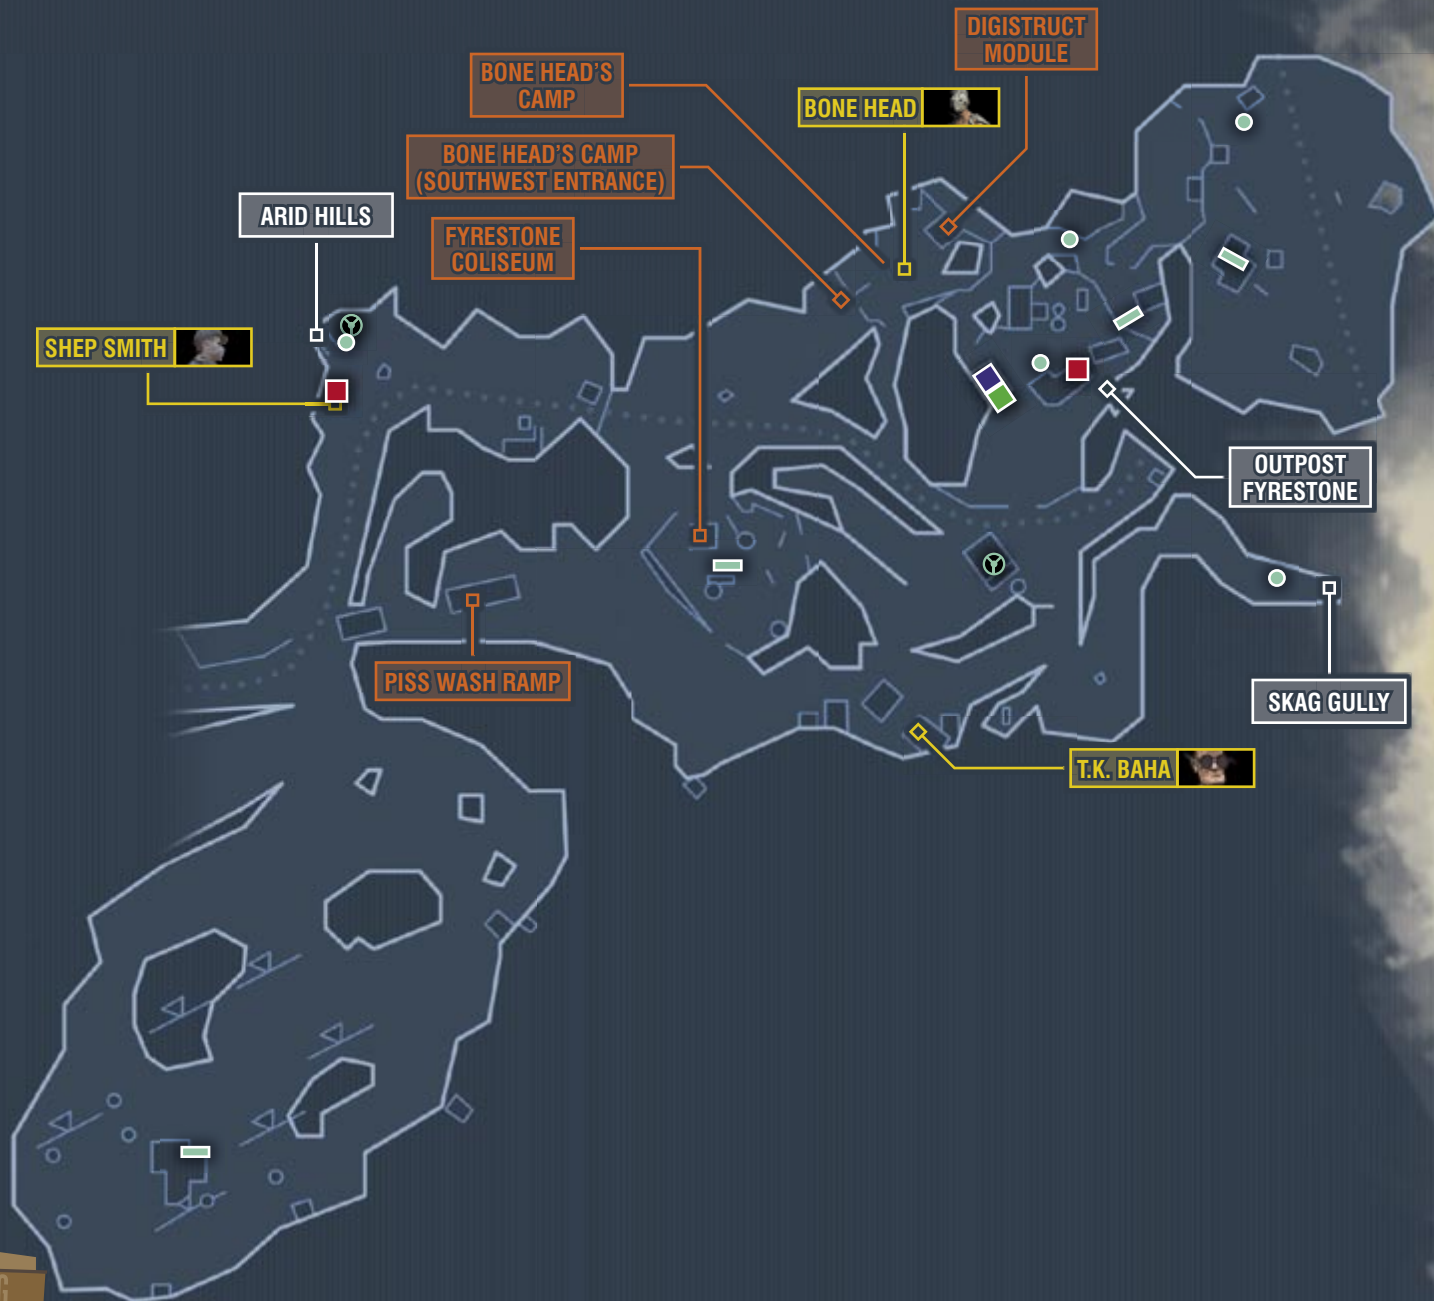 DIGISTRUCT
MODULE
BONE HEAD'S
CAMP
BONE HEAD
BONE HEAD'S CAMP
(SOUTHWEST ENTRANCE)
ARID HILLS
FYRESTONE
COLISEUM
SHEP SMITH
OUTPOST
FYRESTONE
PISS WASH RAMP
SKAG GULLY
T.K. BAHA